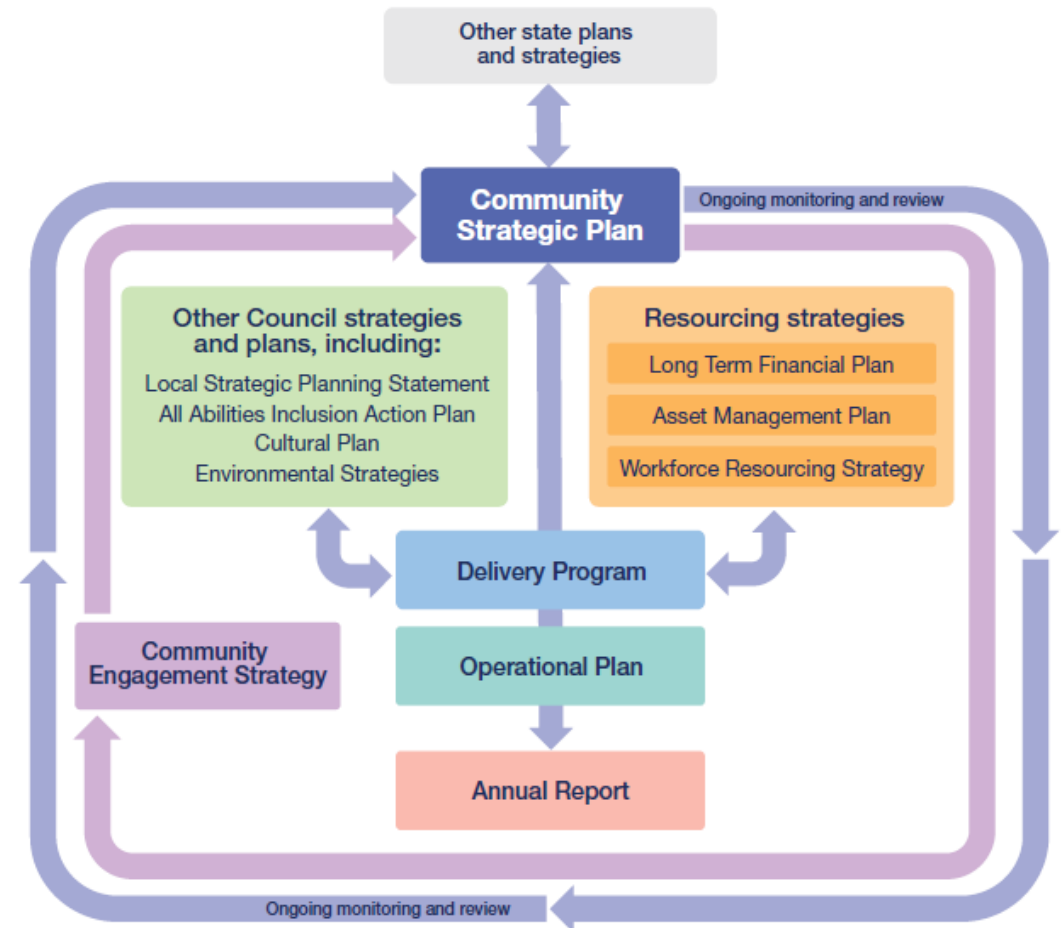 Other state plans
and strategies
Community
Strategic Plan
Ongoing monitoring and review
Other Council strategies
and plans, including:
Local Strategic Planning Statement
All Abilities Inclusion Action Plan
Cultural Plan
Environmental Strategies
Resourcing strategies
Long Term Financial Plan
Asset Management Plan
Workforce Resourcing Strategy
Delivery Program
Community
Engagement Strategy
Operational Plan
Annual Report
Ongoing monitoring and review